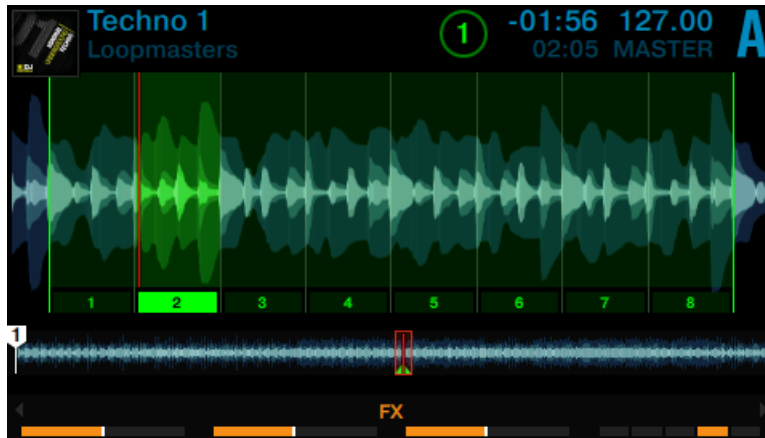 Techno 1
Loopmasters
1
-01:56 127.00
02:05 MASTER
A
1 2 3 4 5 6 7 8
1
FX